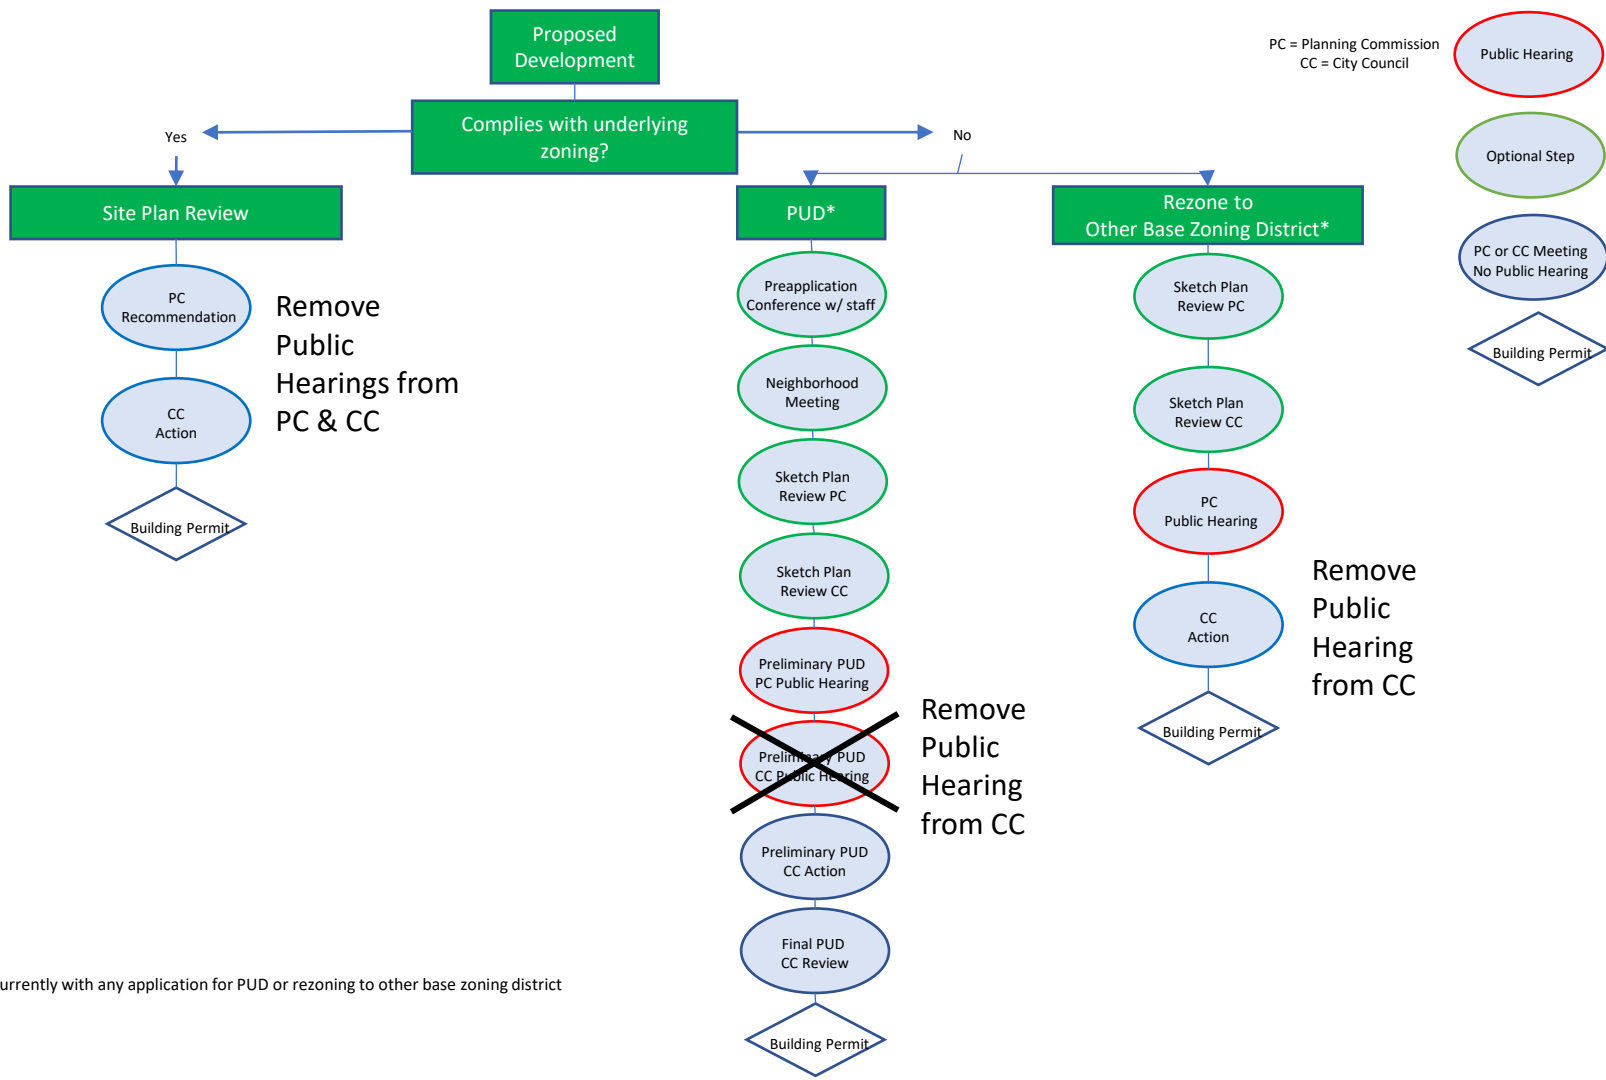 Proposed
Development
Complies with underlying
zoning?
Yes
No
PC = Planning Commission
CC = City Council
Public Hearing
Optional Step
PC or CC Meeting
No Public Hearing
Building Permit
Site Plan Review
PC
Recommendation
CC
Action
Building Permit
Remove
Public
Hearings from
PC & CC
PUD*
Preapplication
Conference w/ staff
Neighborhood
Meeting
Sketch Plan
Review PC
Sketch Plan
Review CC
Preliminary PUD
PC Public Hearing
Preliminary PUD
CC Public Hearing
Preliminary PUD
CC Action
Final PUD
CC Review
Building Permit
Remove
Public
Hearing
from CC
Rezone to
Other Base Zoning District*
Sketch Plan
Review PC
Sketch Plan
Review CC
PC
Public Hearing
CC
Action
Building Permit
Remove
Public
Hearing
from CC
urrently with any application for PUD or rezoning to other base zoning district